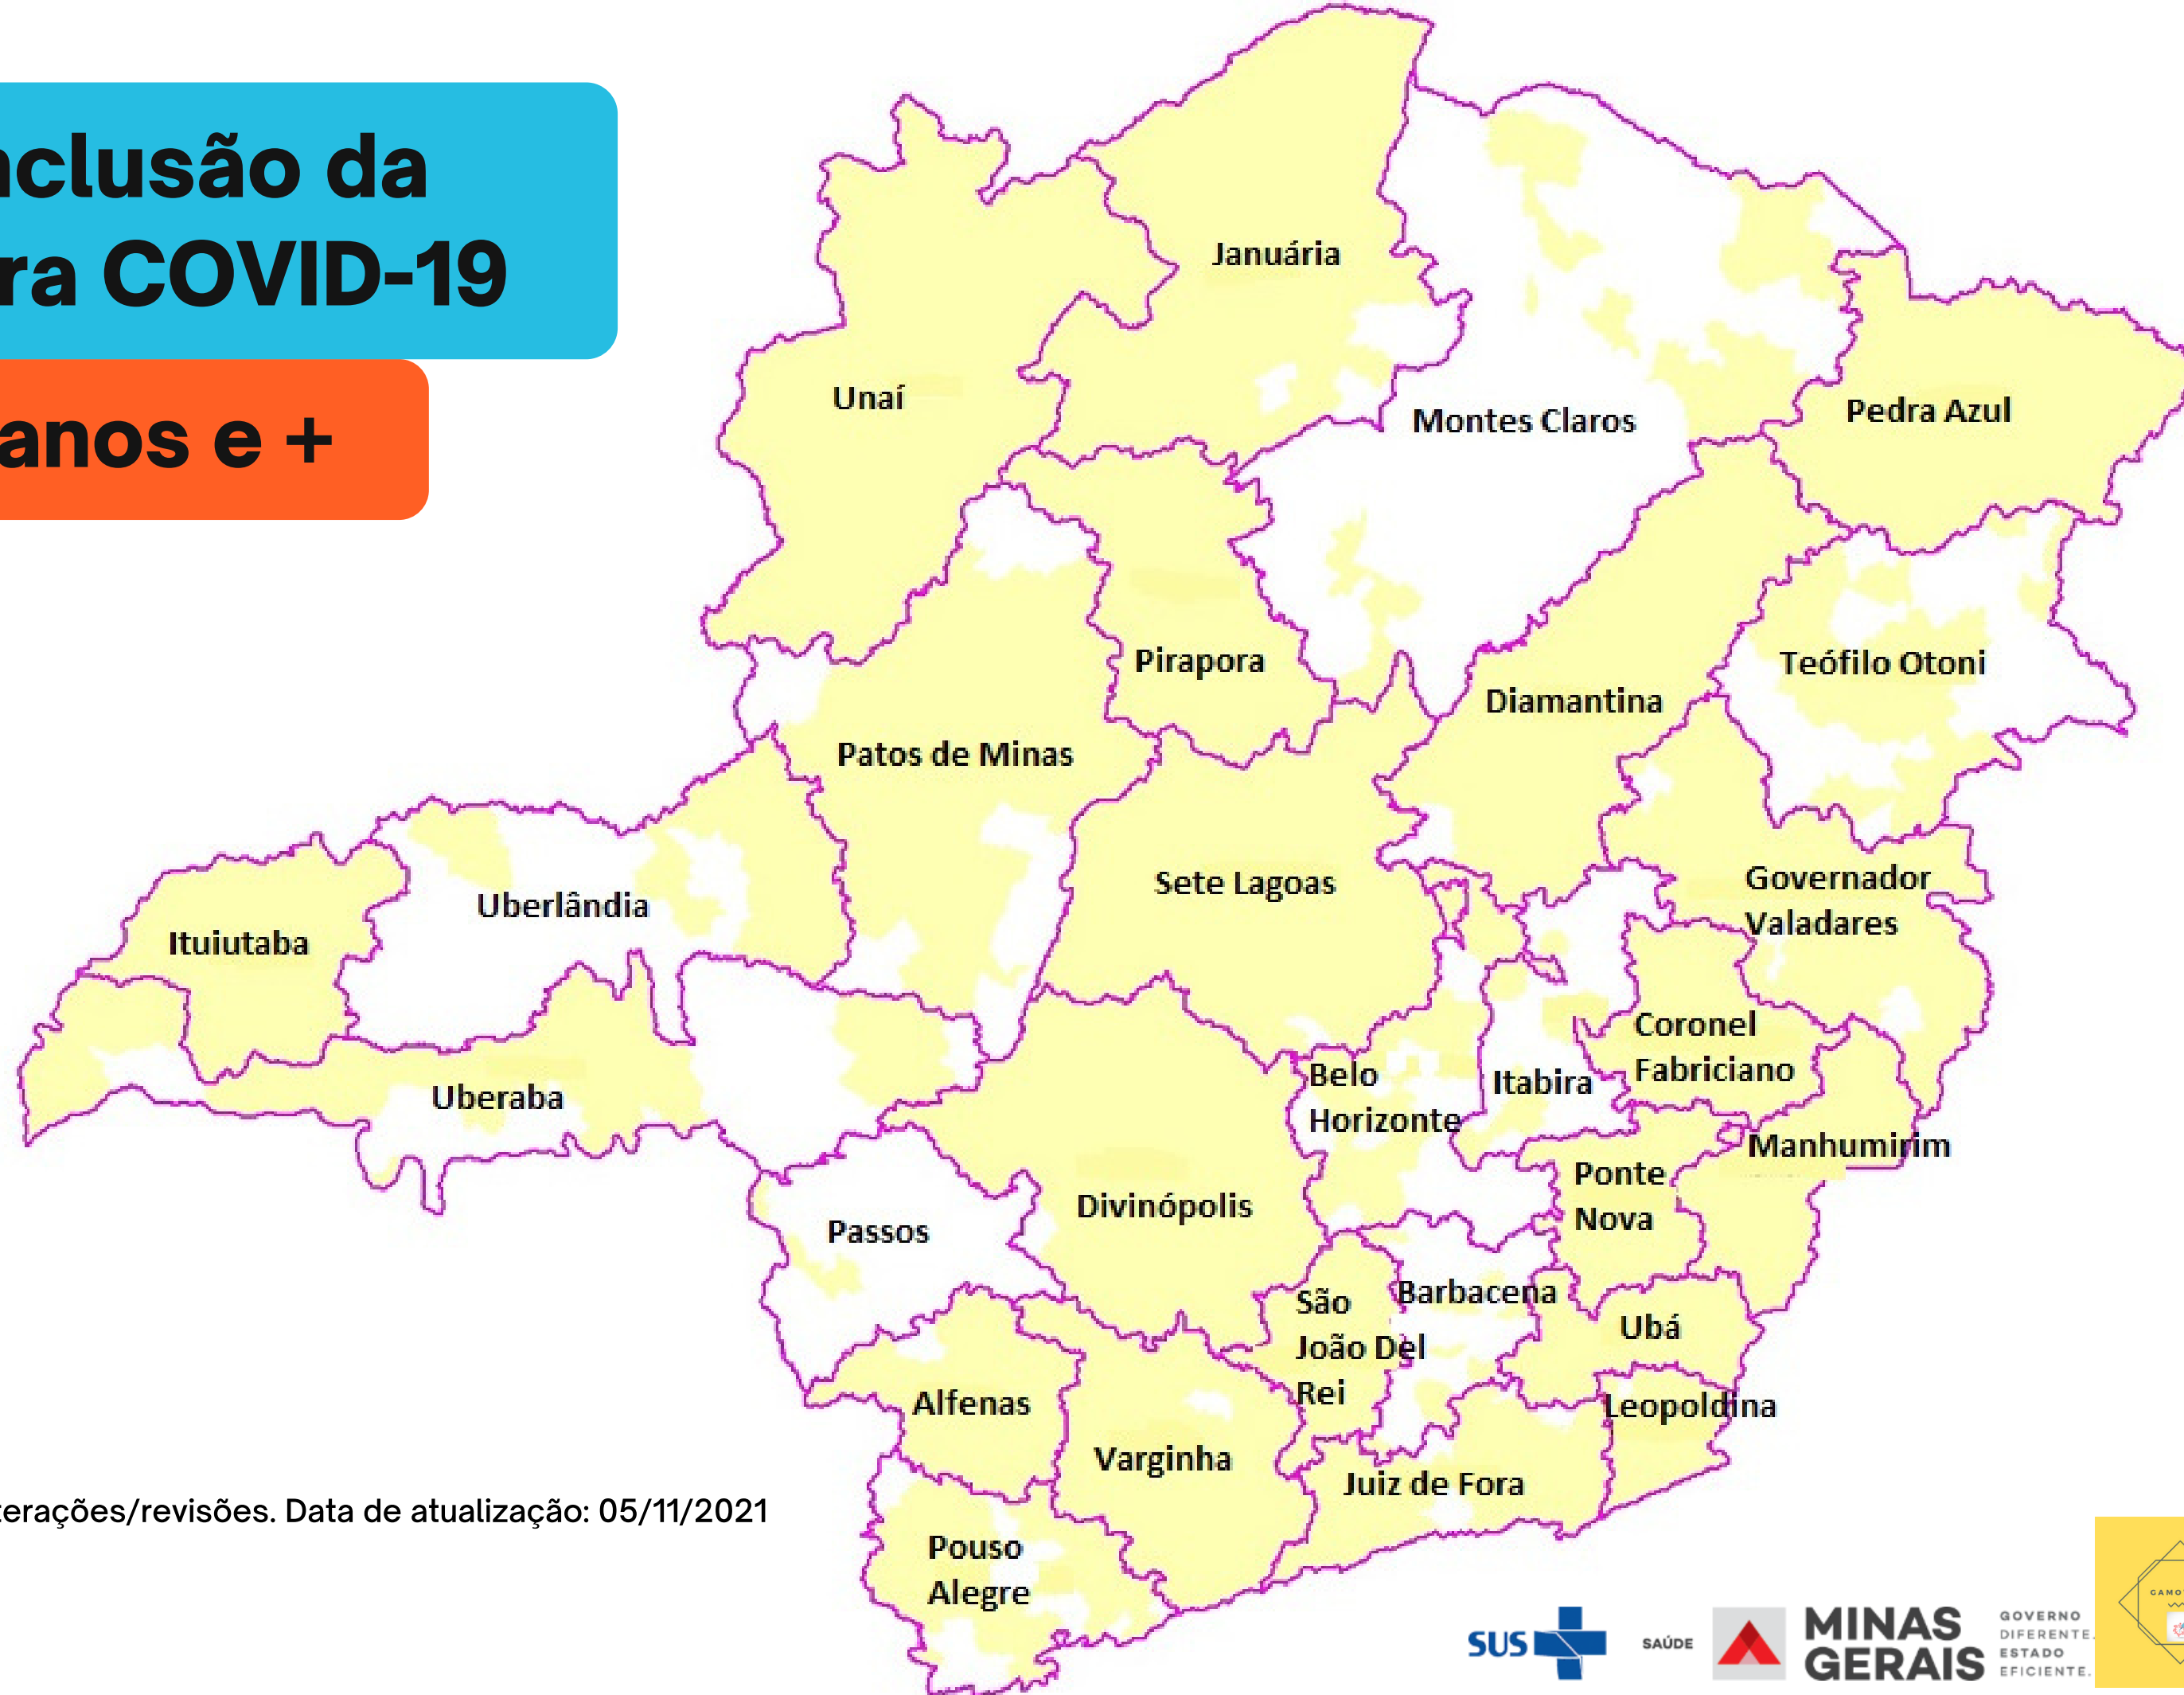 nclusão da
ra COVID-19
anos e +
Januária
Unaí
Montes Claros
Pedra Azul
Pirapora
Teófilo Otoni
Diamantina
Patos de Minas
Sete Lagoas
Governador
Valadares
Uberlândia
Ituiutaba
Coronel
Fabriciano
Belo
Horizonte
Itabira
Uberaba
Manhumirim
Ponte
Nova
Divinópolis
Passos
Barbacena
São
João Del
Rei
Ubá
Alfenas
Leopoldina
Varginha
Juiz de Fora
Pouso
Alegre
terações/revisões. Data de atualização: 05/11/2021
SUS
SAÚDE
MINAS
GERAIS
GOVERNO
DIFERENTE.
ESTADO
EFICIENTE.